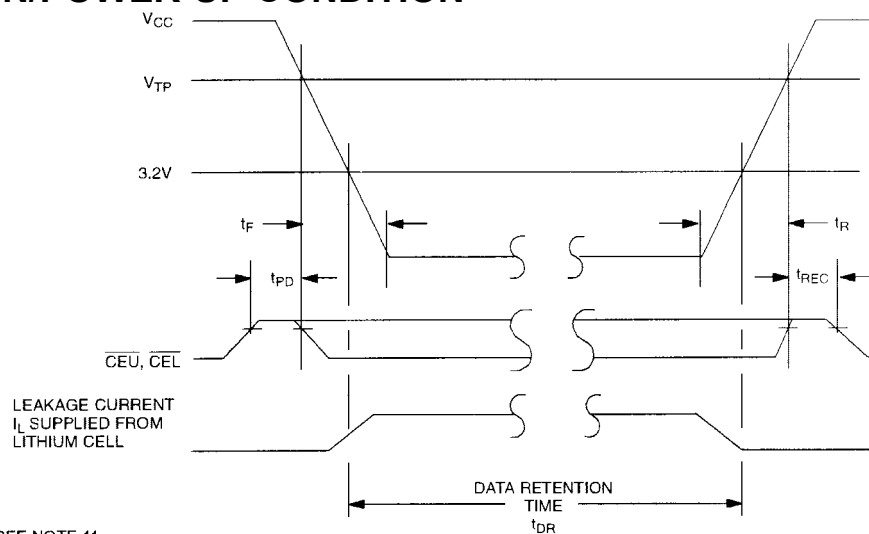 VCC
VTP
3.2V
tF
tR
tPD
tREC
CEU, CEL
LEAKAGE CURRENT
IL SUPPLIED FROM
LITHIUM CELL
DATA RETENTION
TIME
tDR